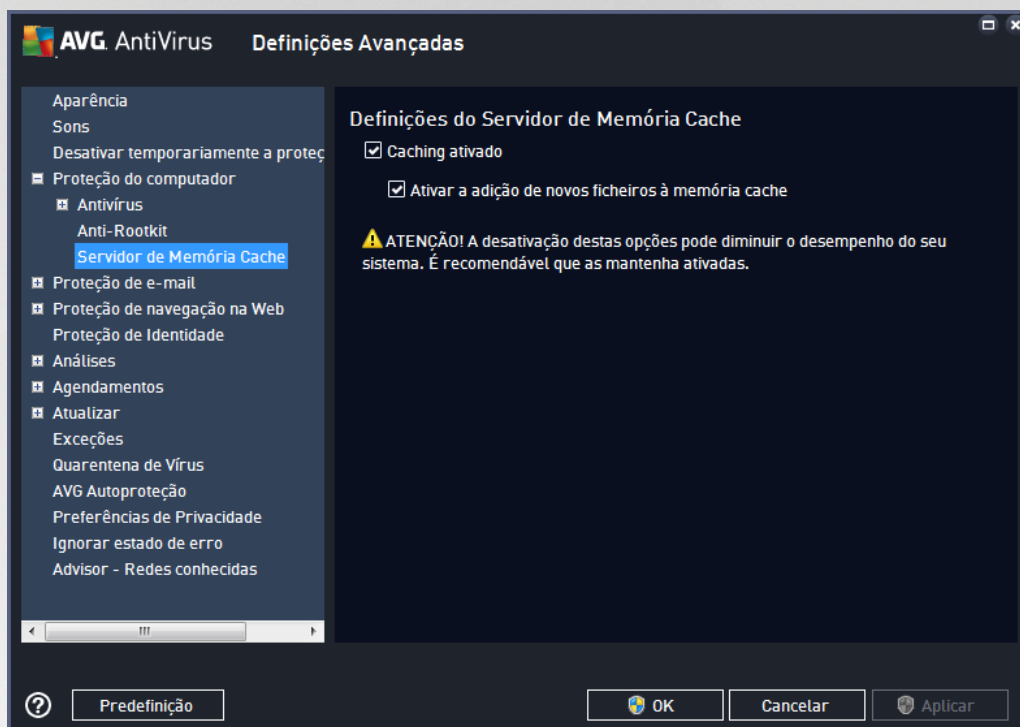 AVG. AntiVirus Definições Avançadas
Aparência
Sons
Desativar temporariamente a proteç
Proteção do computador
Antivírus
Anti-Rootkit
Servidor de Memória Cache
Proteção de e-mail
Proteção de navegação na Web
Proteção de Identidade
Análises
Agendamentos
Atualizar
Exceções
Quarentena de Vírus
AVG Autoproteção
Preferências de Privacidade
Ignorar estado de erro
Advisor - Redes conhecidas
Definições do Servidor de Memória Cache
Caching ativado
Ativar a adição de novos ficheiros à memória cache
ATENÇÃO! A desativação destas opções pode diminuir o desempenho do seu
sistema. É recomendável que as mantenha ativadas.
Predefinição
OK
Cancelar
Aplicar